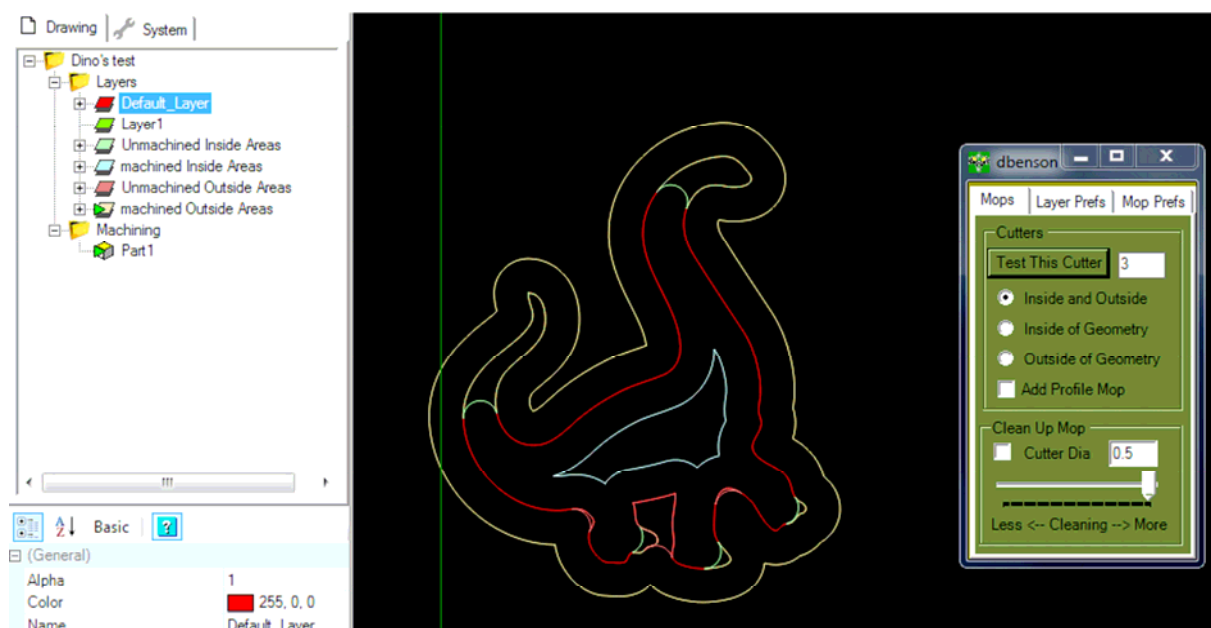 Drawing
System
Dino's test
Layers
Default_Layer
Layer1
Unmachined Inside Areas
machined Inside Areas
Unmachined Outside Areas
machined Outside Areas
Machining
Part1
Basic
(General)
Alpha 1
Color 255, 0, 0
Name Default_Layer
dbenson
Mops Layer Prefs Mop Prefs
Cutters
Test This Cutter 3
Inside and Outside
Inside of Geometry
Outside of Geometry
Add Profile Mop
Clean Up Mop
Cutter Dia 0.5
Less <-- Cleaning --> More